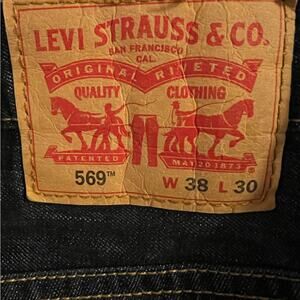 LEVI STRAUSS & CO.
SAN FRANCISCO
CAL.
ORIGINAL RIVETED
QUALITY CLOTHING
PATENTED MAY 20 1873
569™ W 38 L 30